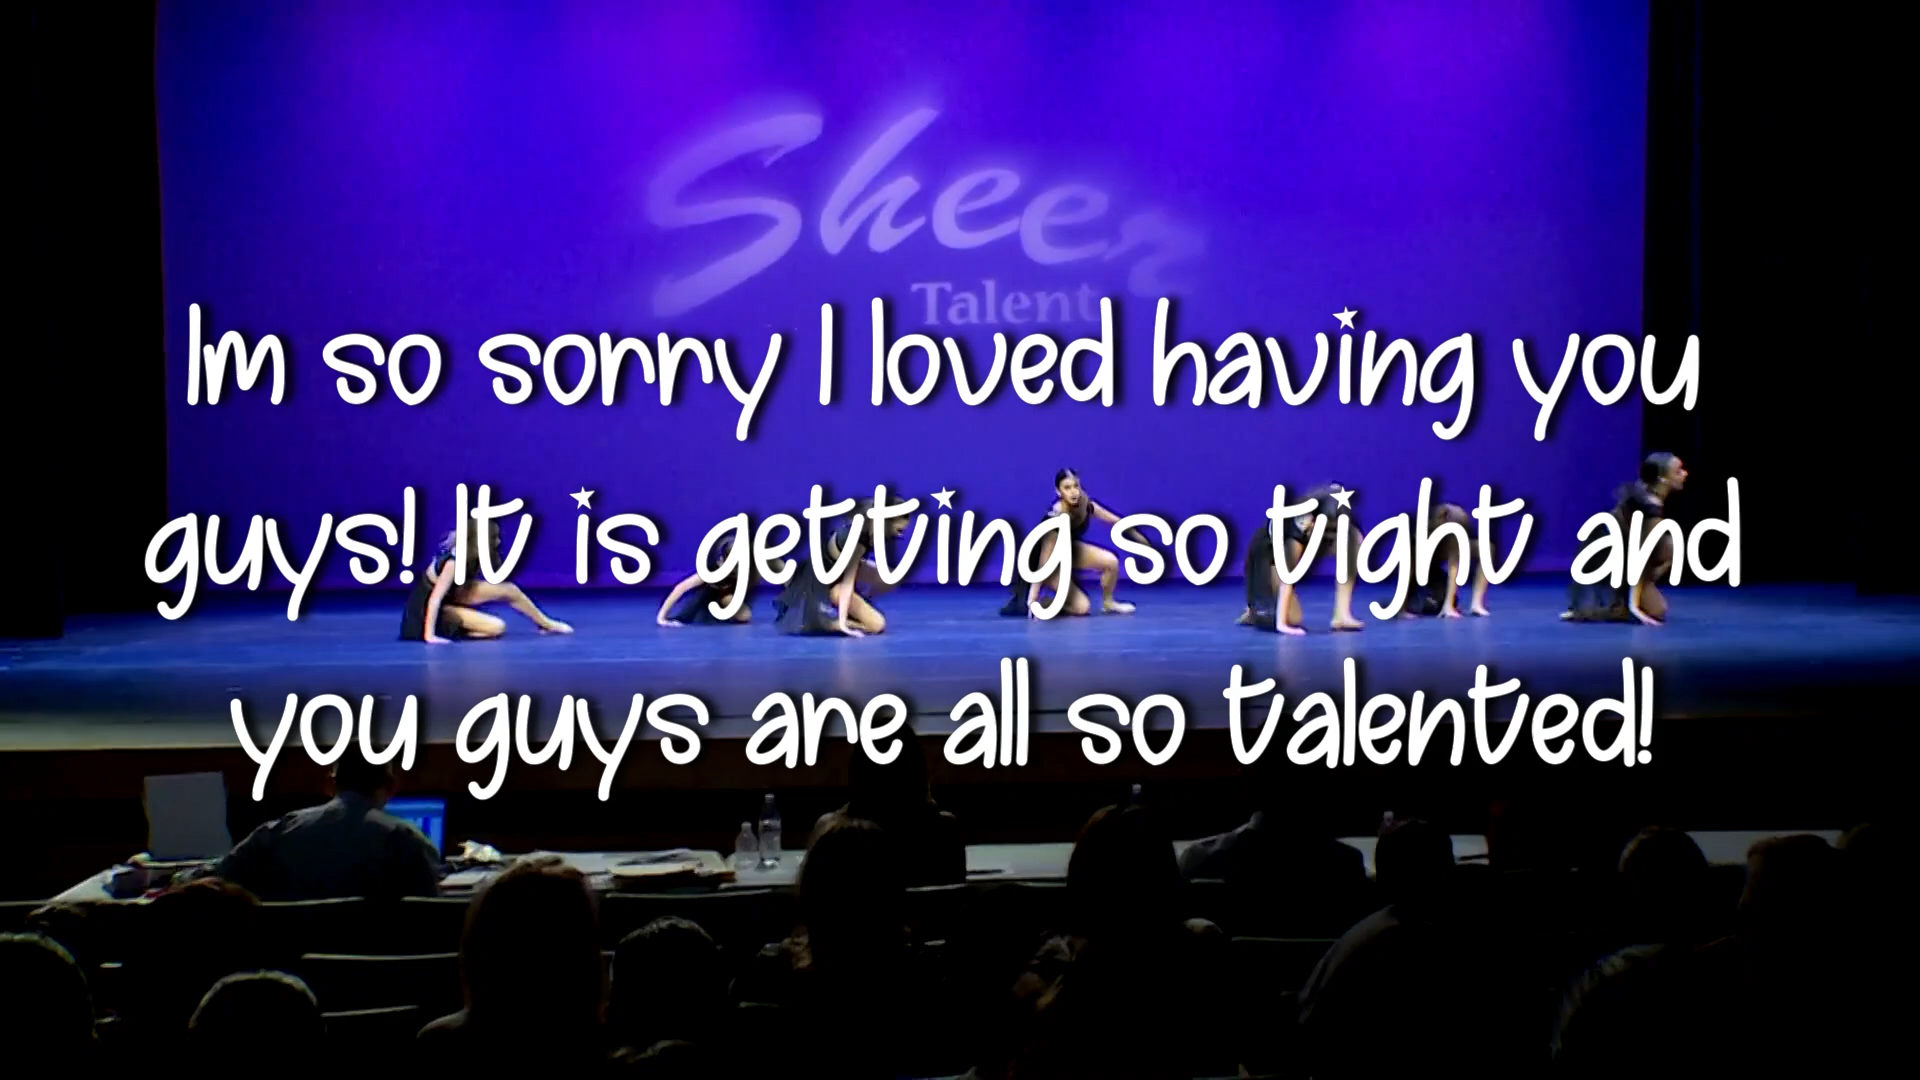 Sheer
Talent
Im so sorry I loved having you
guys! It is getting so tight and
you guys are all so talented!